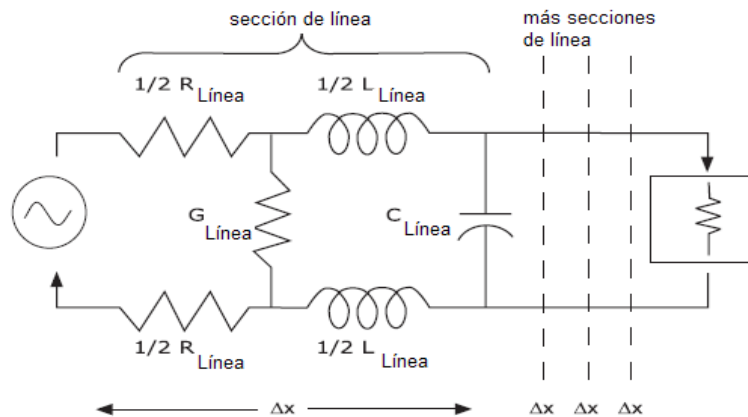 sección de línea
más secciones
de línea
1/2 R Línea
1/2 L Línea
G Línea
C Línea
1/2 R Línea
1/2 L Línea
Δx
Δx Δx Δx